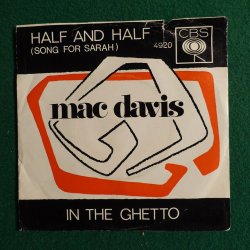 HALF AND HALF
(SONG FOR SARAH)
4920
CBS
mac davis
IN THE GHETTO